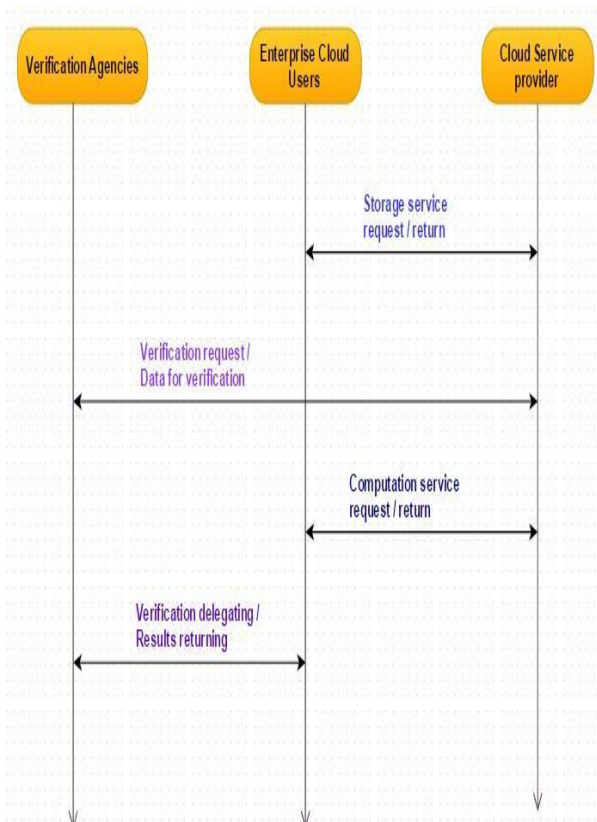 Verification Agencies
Enterprise Cloud
Users
Cloud Service
provider
Storage service
request / return
Verification request /
Data for verification
Computation service
request / return
Verification delegating /
Results returning